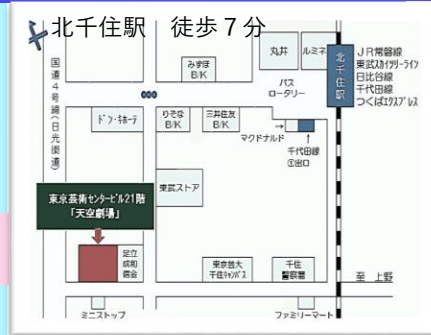 北千住駅　徒歩７分
国道４号線(日光街道)
みずほ
B/K
丸井
ルミネ
北千住駅
ＪＲ常磐線
東武スカイツリーライン
日比谷線
千代田線
つくばエクスプレス
バス
ロータリー
ドン・キホーテ
りそな
B/K
三井住友
B/K
マクドナルド
千代田線
①出口
東武ストア
東京芸術センタービル21階
「天空劇場」
足立
成和
信金
東京芸大
千住キャンパス
千住
警察署
至 上野
ミニストップ
ファミリーマート